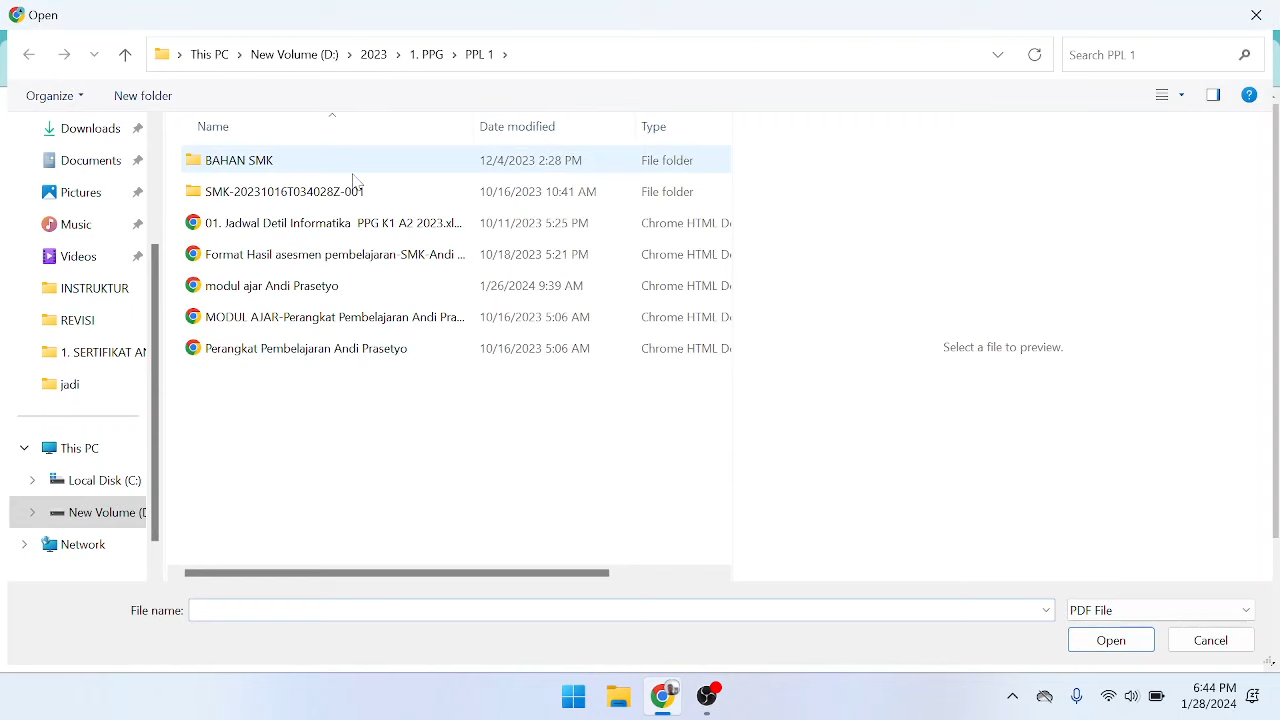 Open
This PC > New Volume (D:) > 2023 > 1. PPG > PPL 1 >
Search PPL 1
Organize
New folder
Name
Date modified
Type
BAHAN SMK 12/4/2023 2:28 PM File folder
SMK-20231016T034028Z-001 10/16/2023 10:41 AM File folder
01. Jadwal Detil Informatika PPG K1 A2 2023.xl... 10/11/2023 5:25 PM Chrome HTML Do
Format Hasil asesmen pembelajaran SMK Andi ... 10/18/2023 5:21 PM Chrome HTML Do
modul ajar Andi Prasetyo 1/26/2024 9:39 AM Chrome HTML Do
MODUL AJAR-Perangkat Pembelajaran Andi Pra... 10/16/2023 5:06 AM Chrome HTML Do
Perangkat Pembelajaran Andi Prasetyo 10/16/2023 5:06 AM Chrome HTML Do
Downloads
Documents
Pictures
Music
Videos
INSTRUKTUR
REVISI
1. SERTIFIKAT AN
jadi
This PC
Local Disk (C:)
New Volume (D
Network
Select a file to preview.
File name:
PDF File
Open
Cancel
6:44 PM
1/28/2024